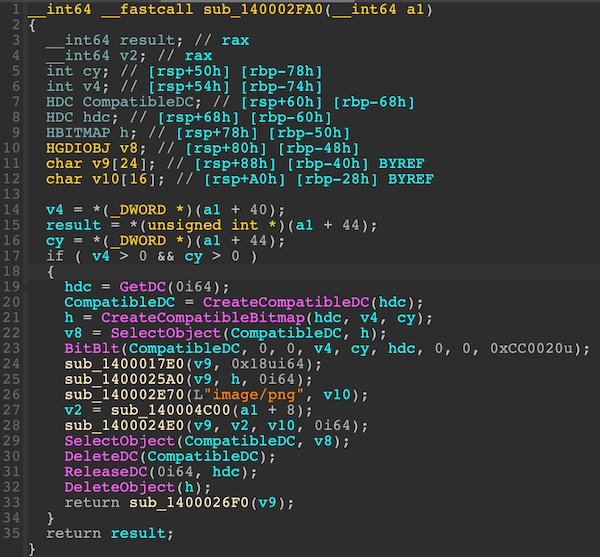 1 __int64 __fastcall sub_140002FA0(__int64 a1)
2 {
3 __int64 result; // rax
4 __int64 v2; // rax
5 int cy; // [rsp+50h] [rbp-78h]
6 int v4; // [rsp+54h] [rbp-74h]
7 HDC CompatibleDC; // [rsp+60h] [rbp-68h]
8 HDC hdc; // [rsp+68h] [rbp-60h]
9 HBITMAP h; // [rsp+78h] [rbp-50h]
10 HGDIOBJ v8; // [rsp+80h] [rbp-48h]
11 char v9[24]; // [rsp+88h] [rbp-40h] BYREF
12 char v10[16]; // [rsp+A0h] [rbp-28h] BYREF
13
14 v4 = *(_DWORD *)(a1 + 40);
15 result = *(unsigned int *)(a1 + 44);
16 cy = *(_DWORD *)(a1 + 44);
17 if ( v4 > 0 && cy > 0 )
18 {
19 hdc = GetDC(0i64);
20 CompatibleDC = CreateCompatibleDC(hdc);
21 h = CreateCompatibleBitmap(hdc, v4, cy);
22 v8 = SelectObject(CompatibleDC, h);
23 BitBlt(CompatibleDC, 0, 0, v4, cy, hdc, 0, 0, 0xCC0020u);
24 sub_1400017E0(v9, 0x18ui64);
25 sub_1400025A0(v9, h, 0i64);
26 sub_140002E70(L"image/png", v10);
27 v2 = sub_140004C00(a1 + 8);
28 sub_1400024E0(v9, v2, v10, 0i64);
29 SelectObject(CompatibleDC, v8);
30 DeleteDC(CompatibleDC);
31 ReleaseDC(0i64, hdc);
32 DeleteObject(h);
33 return sub_1400026F0(v9);
34 }
35 return result;
}